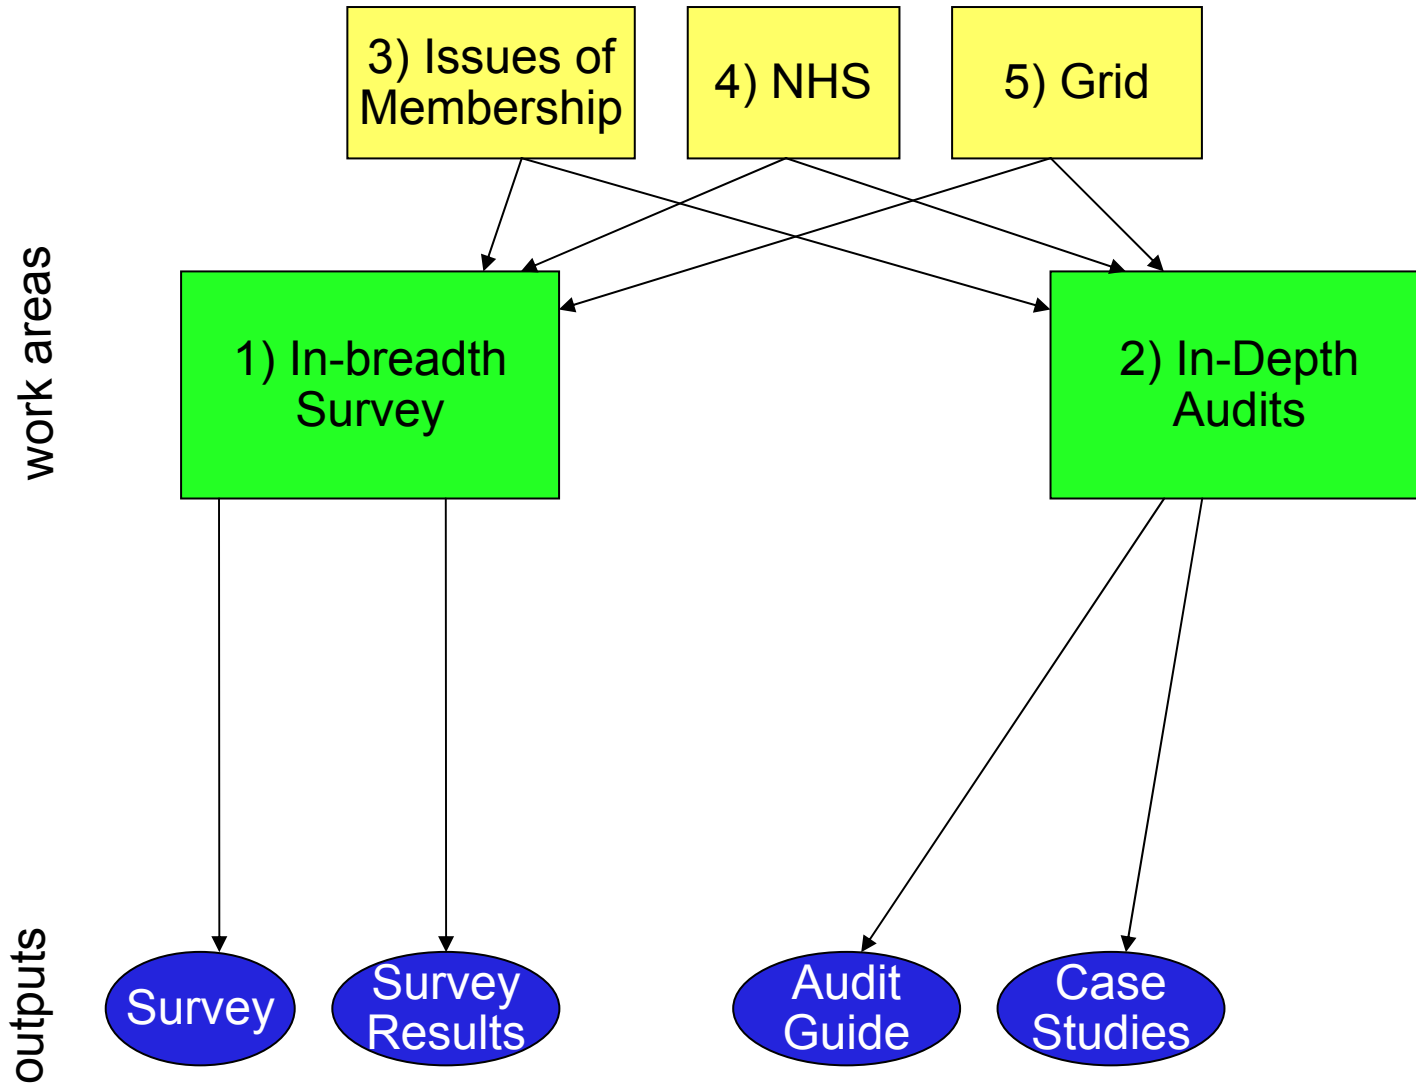 3) Issues of
Membership
4) NHS
5) Grid
work areas
1) In-breadth
Survey
2) In-Depth
Audits
outputs
Survey
Survey
Results
Audit
Guide
Case
Studies